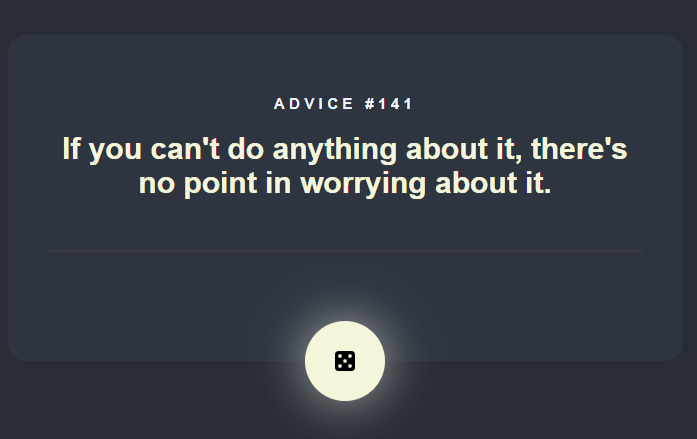 ADVICE #141
If you can't do anything about it, there's
no point in worrying about it.